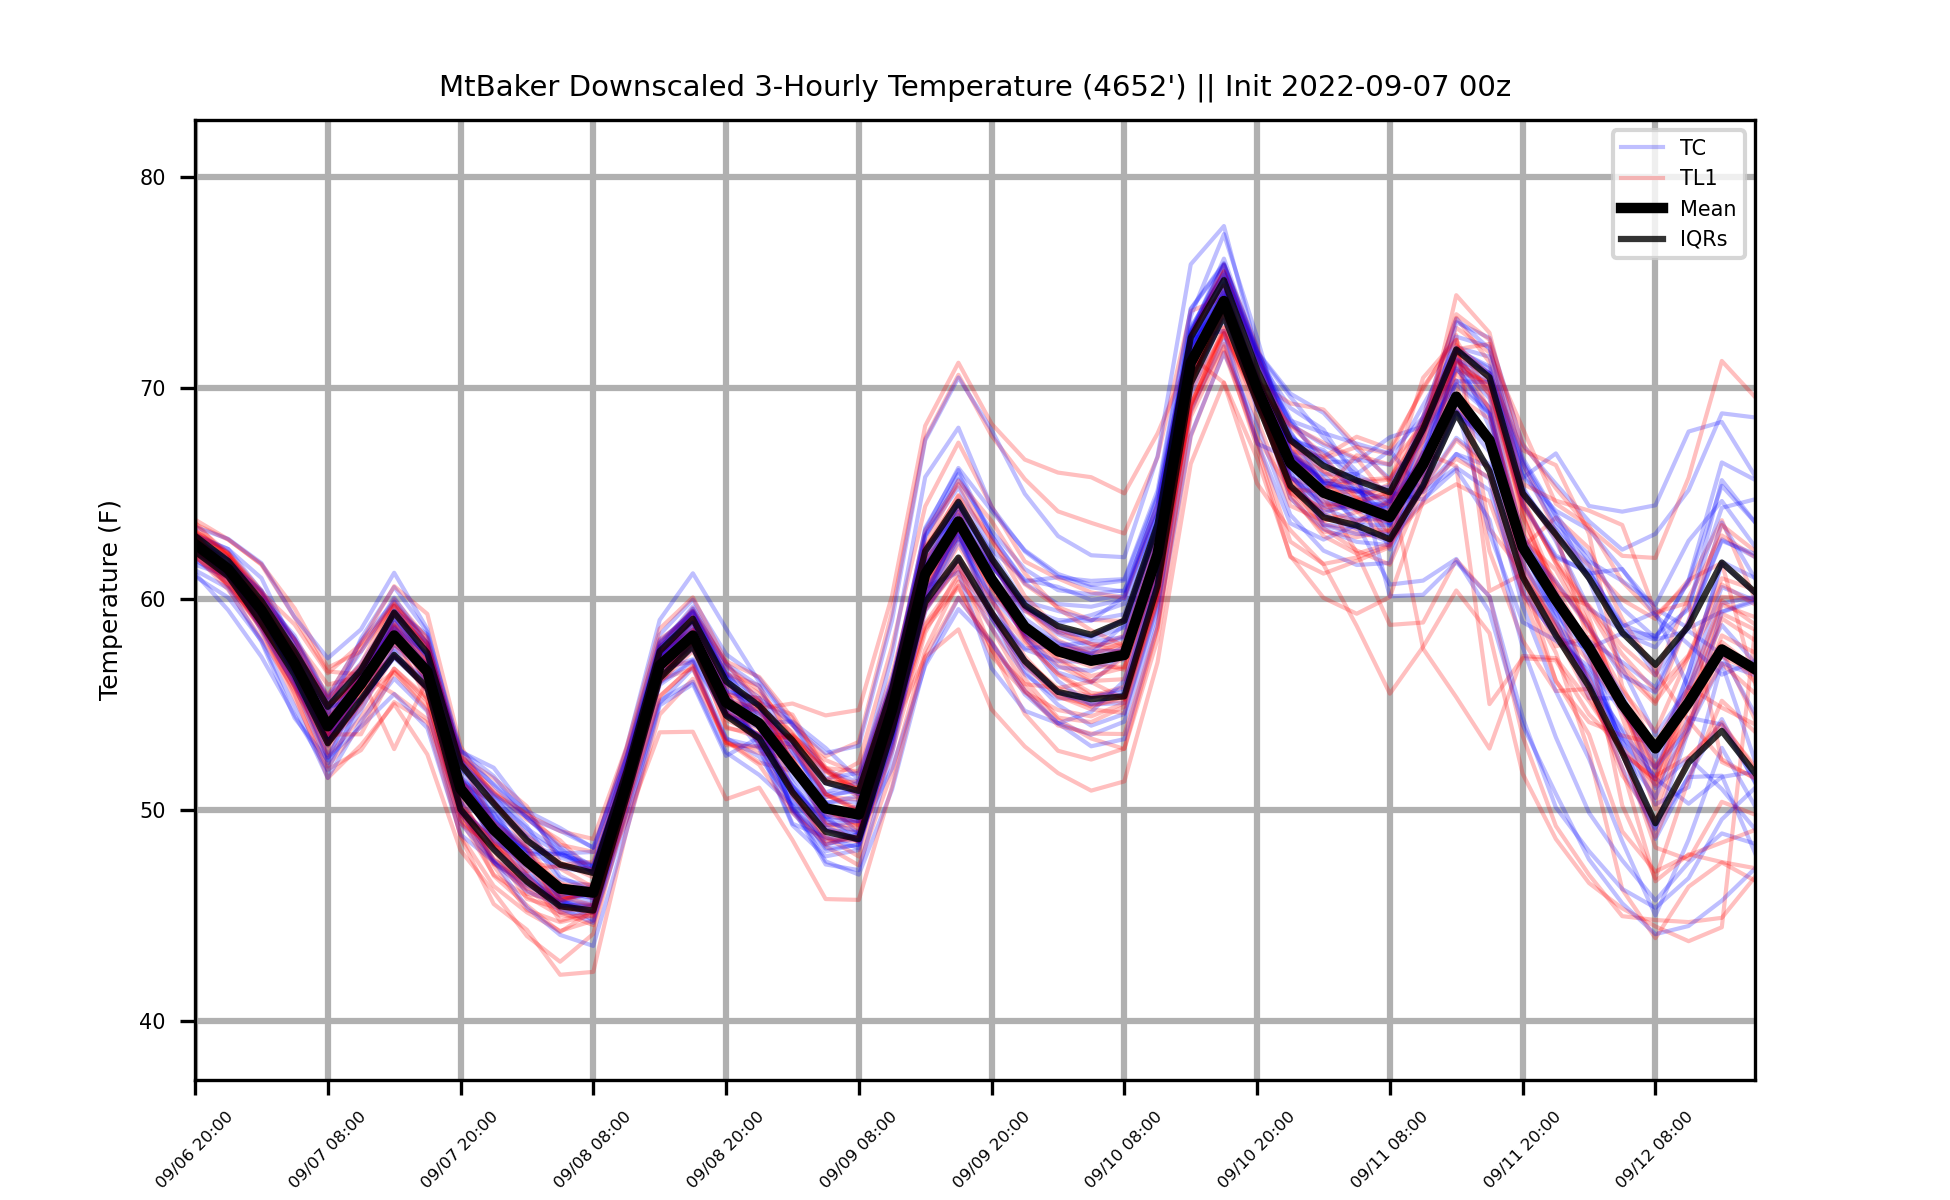 MtBaker Downscaled 3-Hourly Temperature (4652') || Init 2022-09-07 00z
TC
TL1
Mean
IQRs
Temperature (F)
80
70
60
50
40
09/06 20:00
09/07 08:00
09/07 20:00
09/08 08:00
09/08 20:00
09/09 08:00
09/09 20:00
09/10 08:00
09/10 20:00
09/11 08:00
09/11 20:00
09/12 08:00